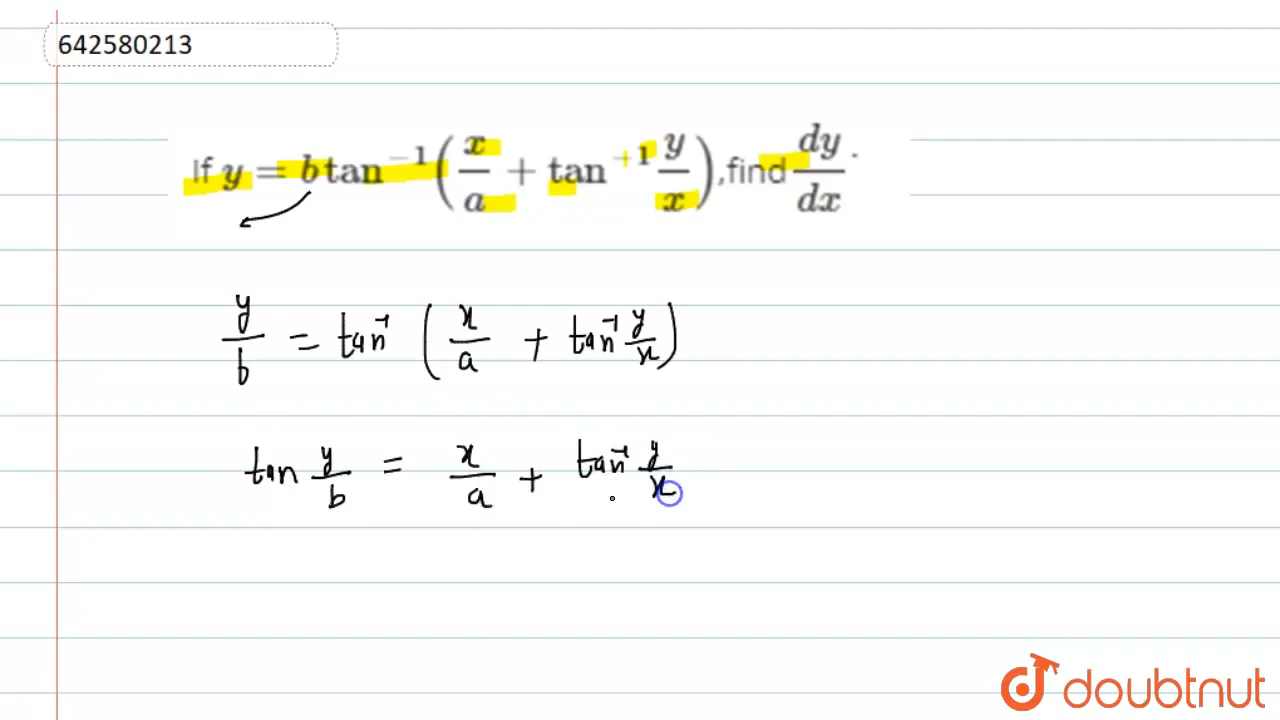 642580213
If y = b tan⁻¹(x/a + tan⁺¹ y/x), find dy/dx.
y/b = tan⁻¹ (x/a + tan⁻¹ y/x)
tan y/b = x/a + tan⁻¹ y/x
doubtnut